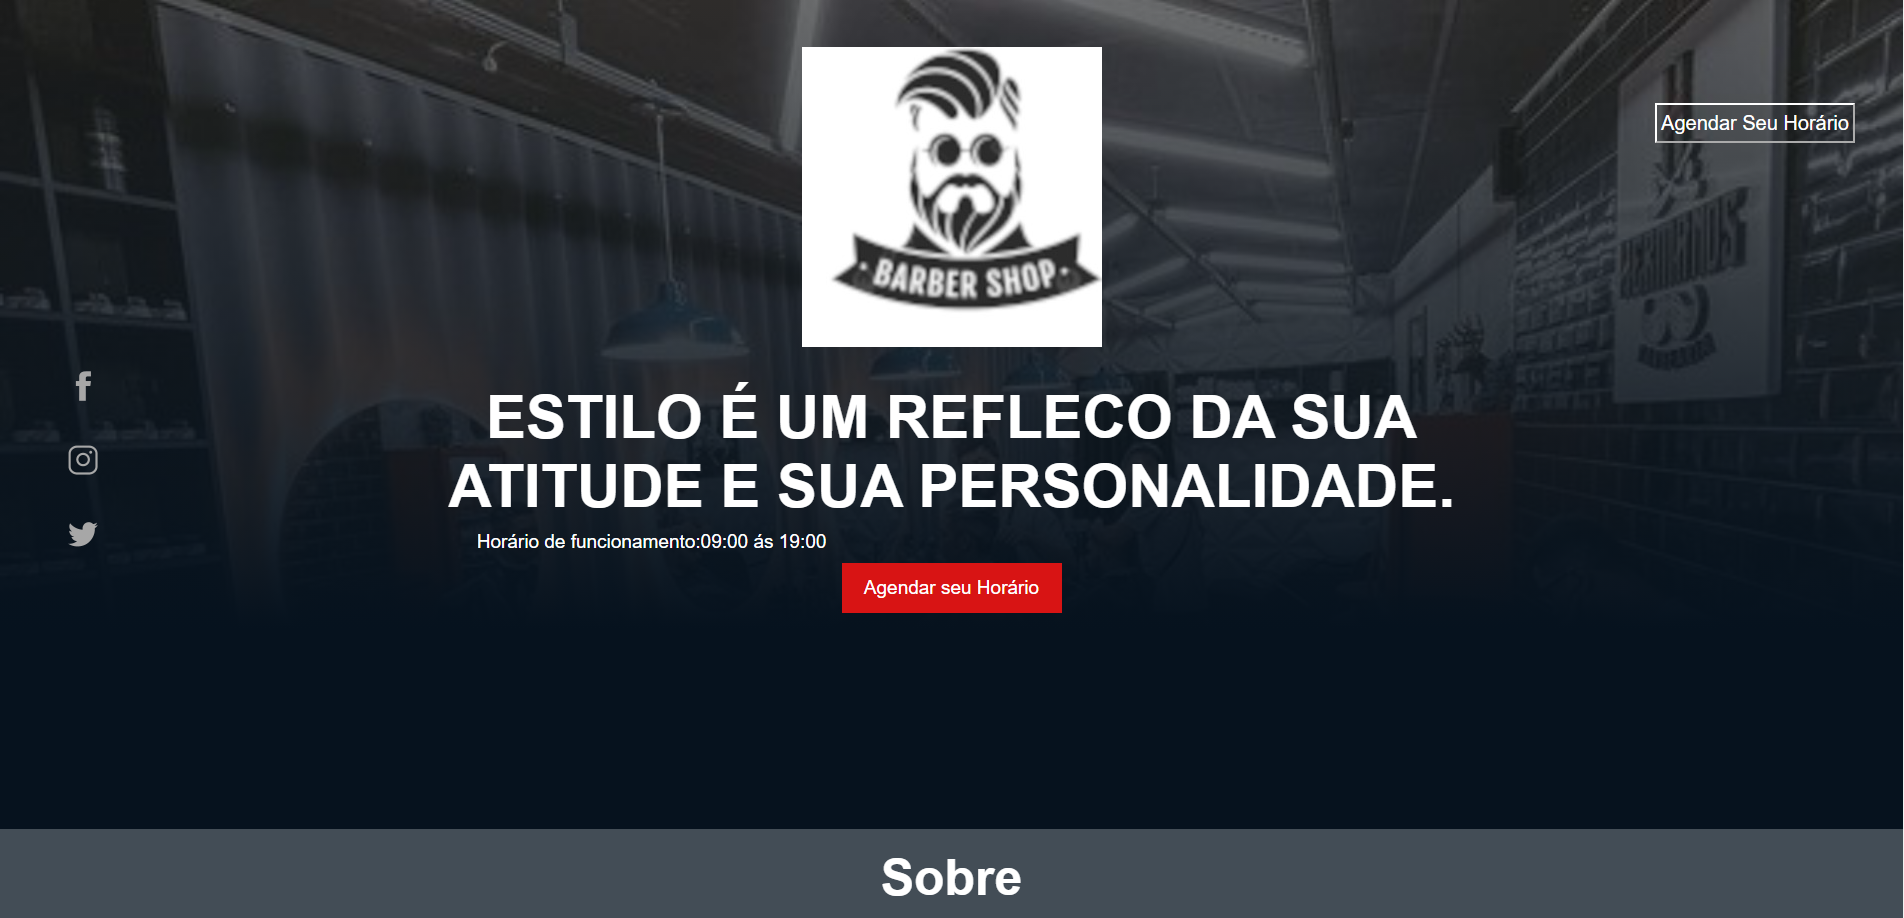 BARBER SHOP
Agendar Seu Horário
ESTILO É UM REFLECO DA SUA
ATITUDE E SUA PERSONALIDADE.
Horário de funcionamento:09:00 ás 19:00
Agendar seu Horário
Sobre